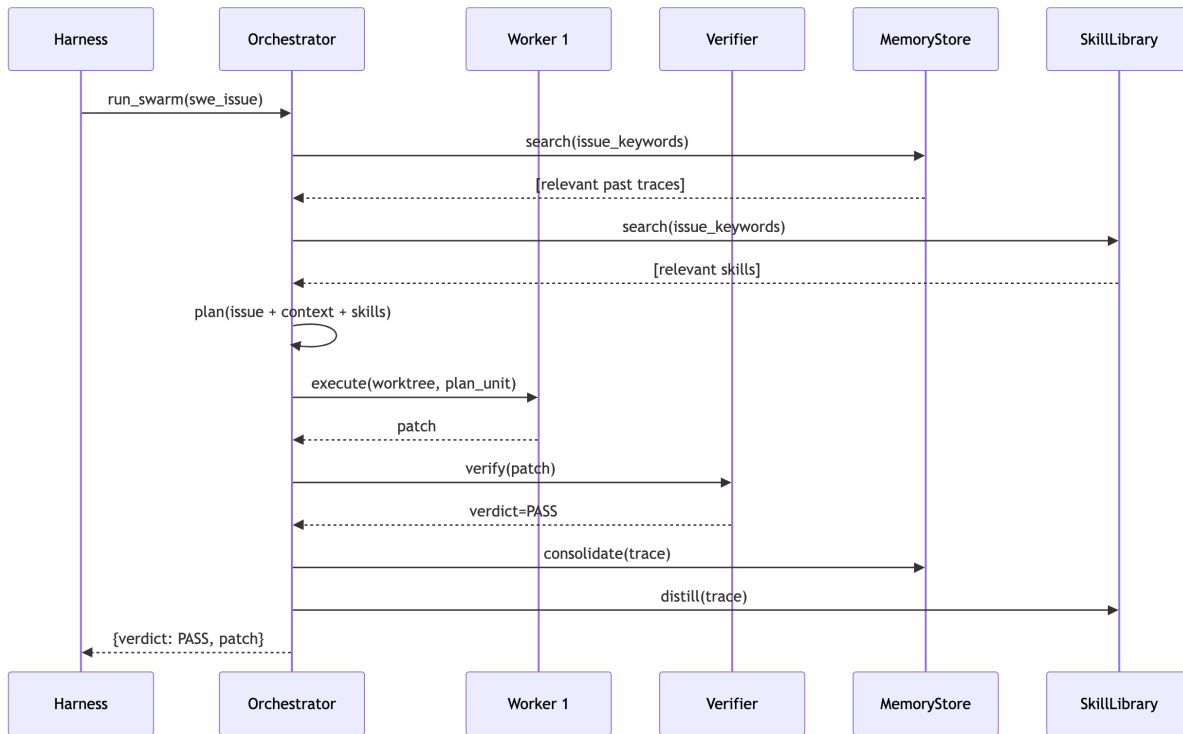 Harness
Orchestrator
Worker 1
Verifier
MemoryStore
SkillLibrary
run_swarm(swe_issue)
search(issue_keywords)
[relevant past traces]
search(issue_keywords)
[relevant skills]
plan(issue + context + skills)
execute(worktree, plan_unit)
patch
verify(patch)
verdict=PASS
consolidate(trace)
distill(trace)
{verdict: PASS, patch}
Harness
Orchestrator
Worker 1
Verifier
MemoryStore
SkillLibrary